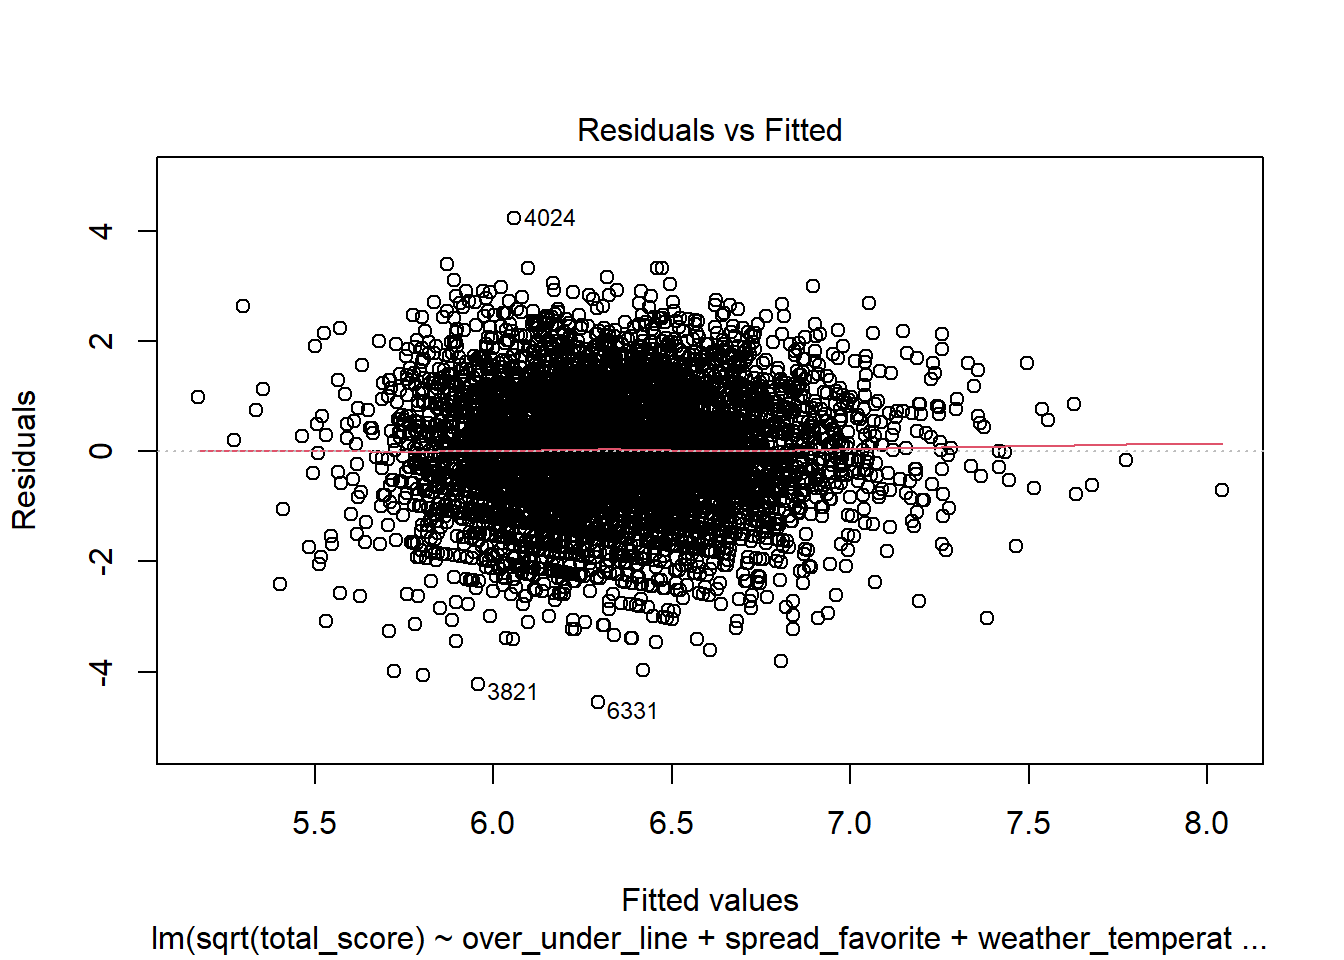 Residuals vs Fitted
4024
3821
6331
Residuals
4
2
0
-2
-4
5.5 6.0 6.5 7.0 7.5 8.0
Fitted values
lm(sqrt(total_score) ~ over_under_line + spread_favorite + weather_temperat ...